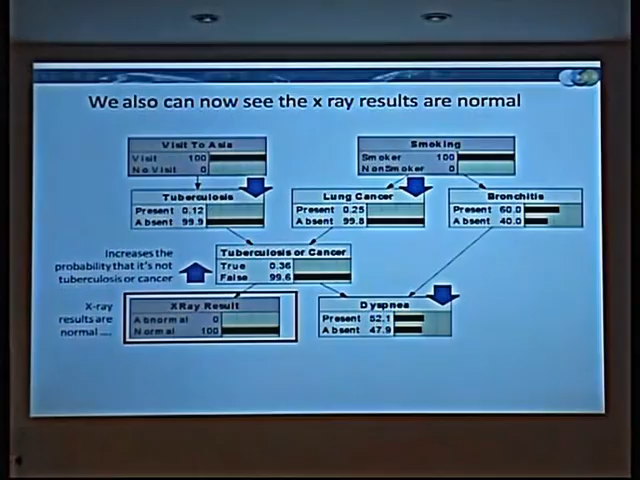 We also can now see the x ray results are normal
Visit To Asia
Visit 100
No Visit 0
Smoking
Smoker 100
NonSmoker 0
Tuberculosis
Present 0.12
Absent 99.9
Lung Cancer
Present 0.25
Absent 99.8
Bronchitis
Present 60.0
Absent 40.0
Increases the
probability that it's not
tuberculosis or cancer
Tuberculosis or Cancer
True 0.36
False 99.6
X-ray
results are
normal ....
XRay Result
Abnormal 0
Normal 100
Dyspnea
Present 52.1
Absent 47.9